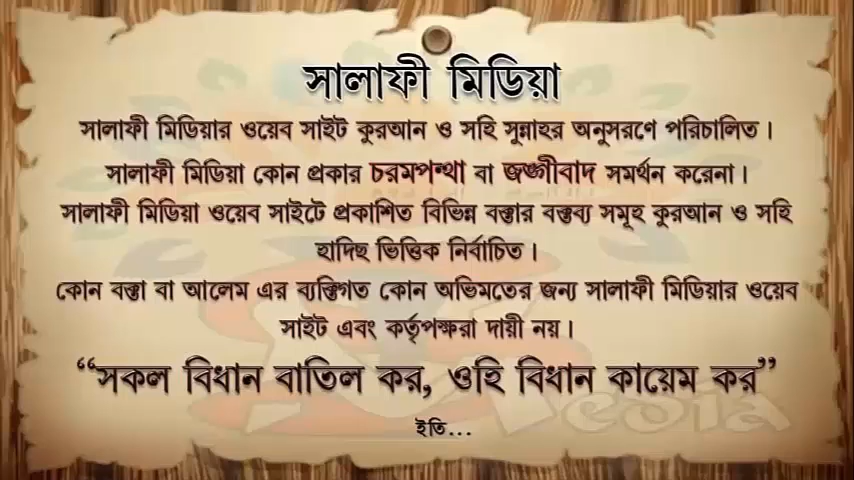 সালাফী মিডিয়া
সালাফী মিডিয়ার ওয়েব সাইট কুরআন ও সহি সুন্নাহর অনুসরণে পরিচালিত।
সালাফী মিডিয়া কোন প্রকার চরমপন্থা বা জঙ্গীবাদ সমর্থন করেনা।
সালাফী মিডিয়া ওয়েব সাইটে প্রকাশিত বিভিন্ন বক্তার বক্তব্য সমূহ কুরআন ও সহি
হাদিছ ভিত্তিক নির্বাচিত।
কোন বক্তা বা আলেম এর ব্যক্তিগত কোন অভিমতের জন্য সালাফী মিডিয়ার ওয়েব
সাইট এবং কর্তৃপক্ষরা দায়ী নয়।
“সকল বিধান বাতিল কর, ওহি বিধান কায়েম কর”
Media
ইতি...